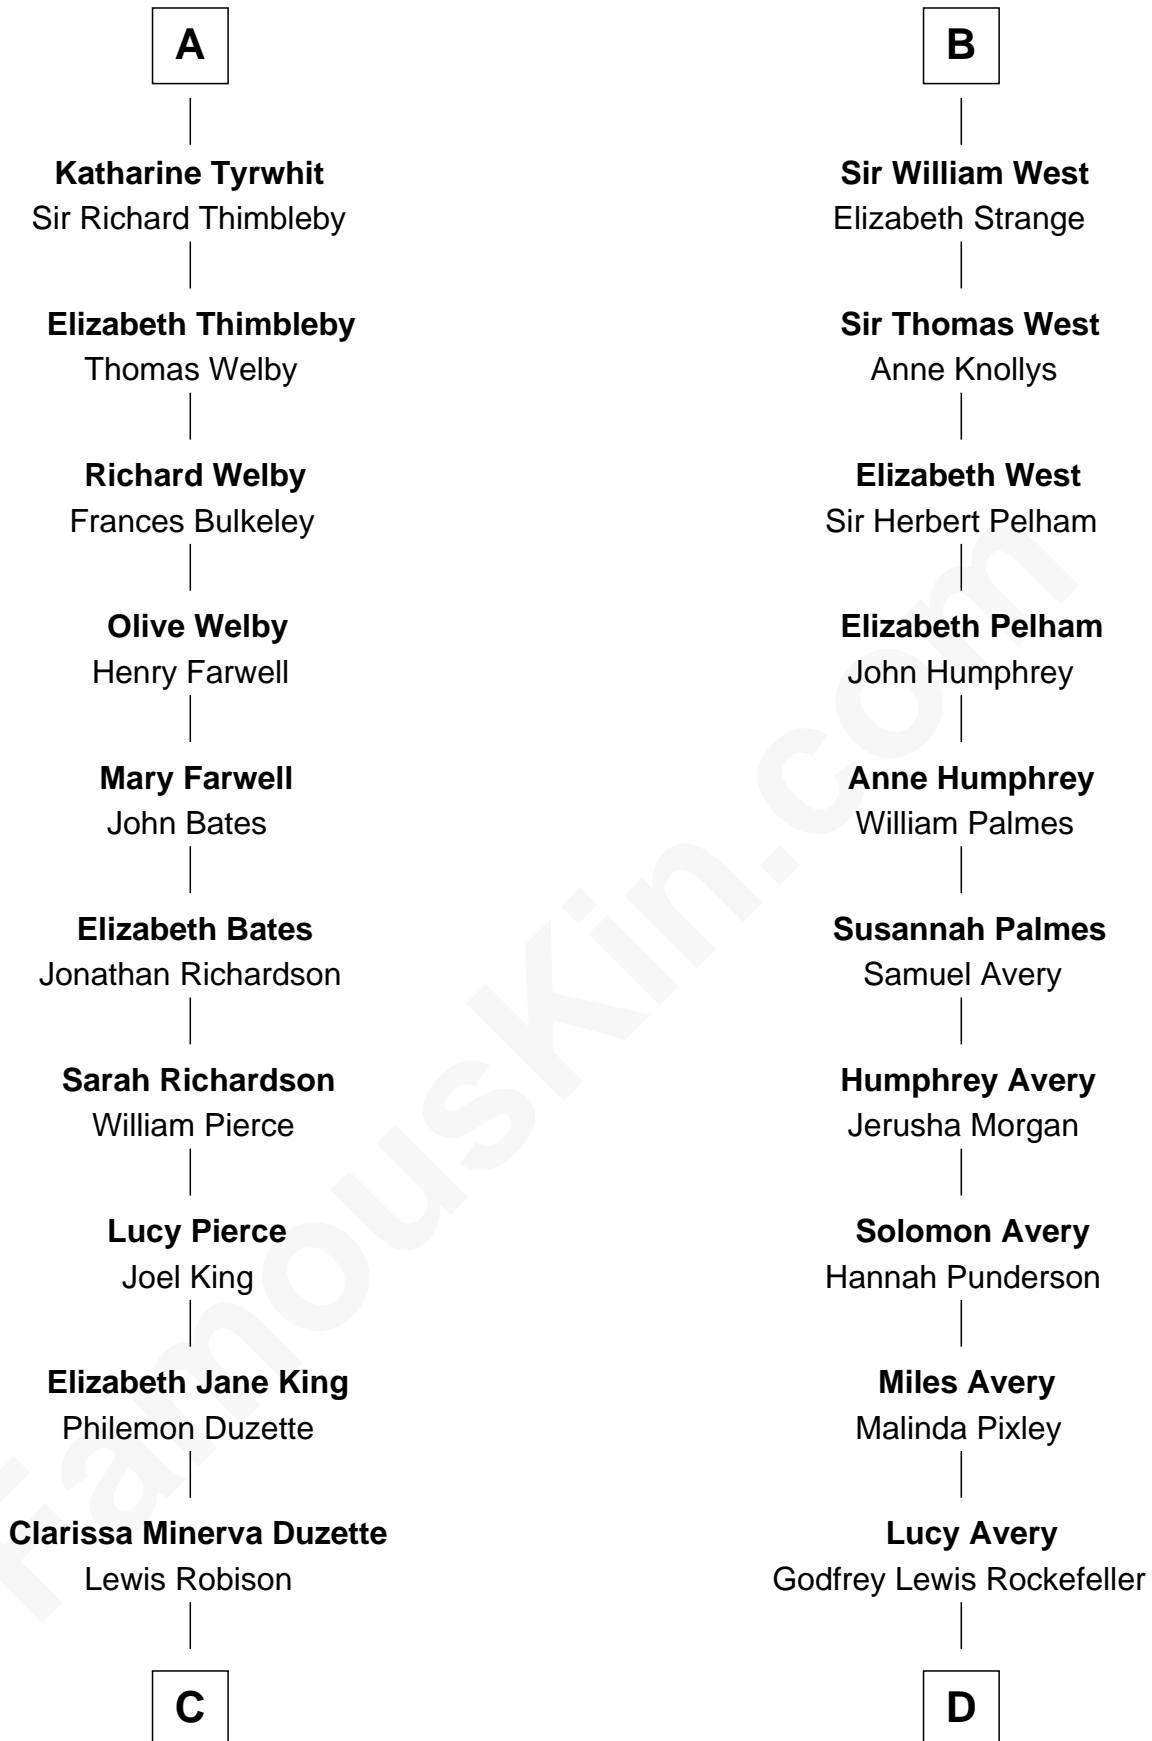 A
Katharine Tyrwhit
Sir Richard Thimbleby
Elizabeth Thimbleby
Thomas Welby
Richard Welby
Frances Bulkeley
Olive Welby
Henry Farwell
Mary Farwell
John Bates
Elizabeth Bates
Jonathan Richardson
Sarah Richardson
William Pierce
Lucy Pierce
Joel King
Elizabeth Jane King
Philemon Duzette
Clarissa Minerva Duzette
Lewis Robison
C
B
Sir William West
Elizabeth Strange
Sir Thomas West
Anne Knollys
Elizabeth West
Sir Herbert Pelham
Elizabeth Pelham
John Humphrey
Anne Humphrey
William Palmes
Susannah Palmes
Samuel Avery
Humphrey Avery
Jerusha Morgan
Solomon Avery
Hannah Punderson
Miles Avery
Malinda Pixley
Lucy Avery
Godfrey Lewis Rockefeller
D
FamousKin.com